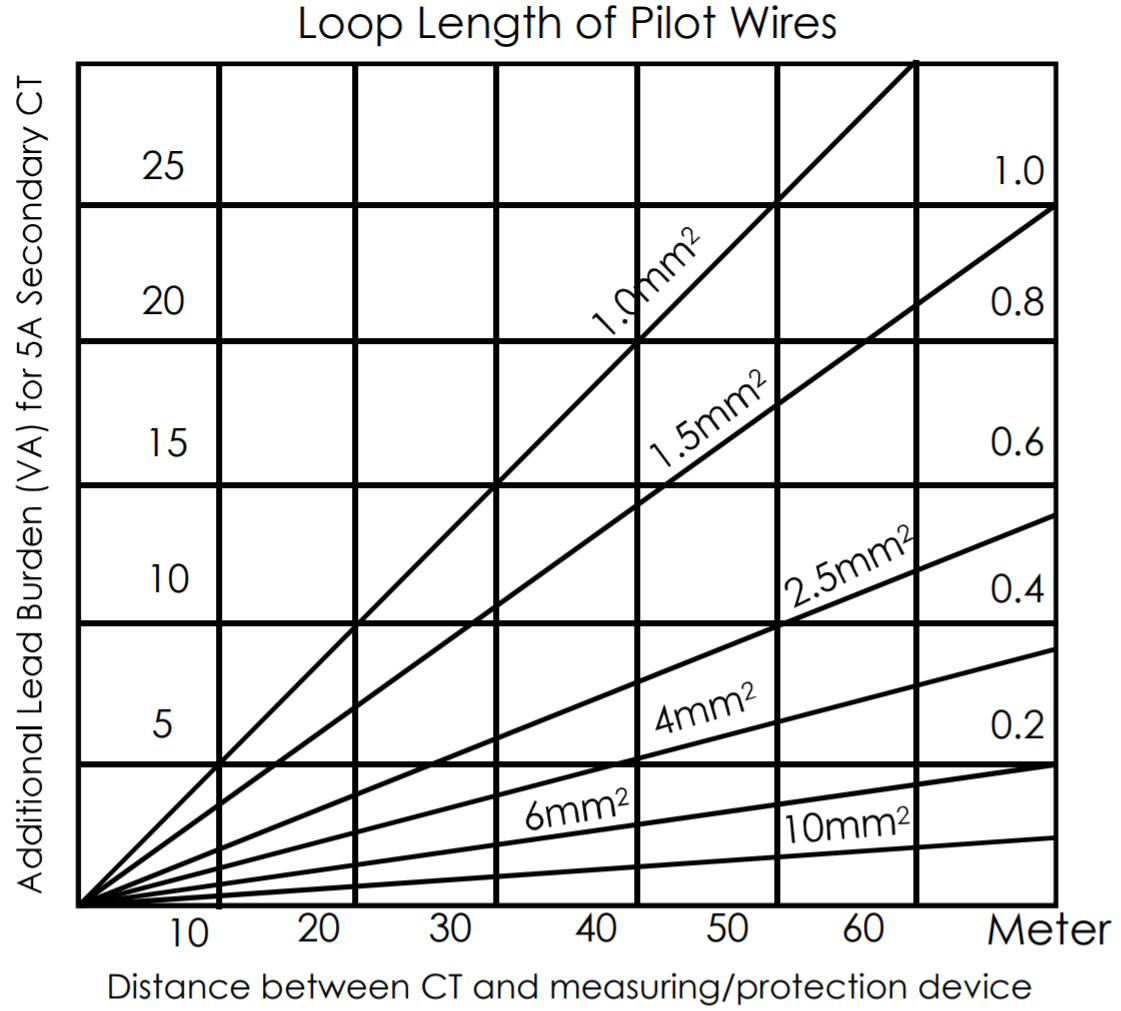 Loop Length of Pilot Wires
Additional Lead Burden (VA) for 5A Secondary CT
25
1.0
20
0.8
15
0.6
10
0.4
5
0.2
1.0mm²
1.5mm²
2.5mm²
4mm²
6mm²
10mm²
10 20 30 40 50 60 Meter
Distance between CT and measuring/protection device